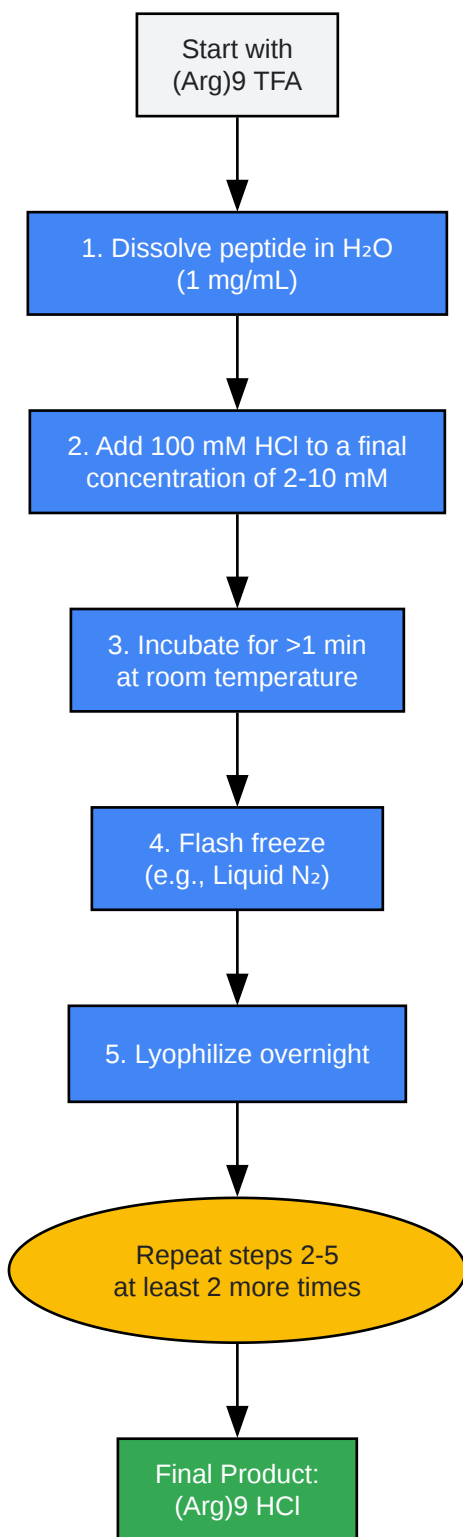 Start with
(Arg)9 TFA
1. Dissolve peptide in H₂O
(1 mg/mL)
2. Add 100 mM HCl to a final
concentration of 2-10 mM
3. Incubate for >1 min
at room temperature
4. Flash freeze
(e.g., Liquid N₂)
5. Lyophilize overnight
Repeat steps 2-5
at least 2 more times
Final Product:
(Arg)9 HCl